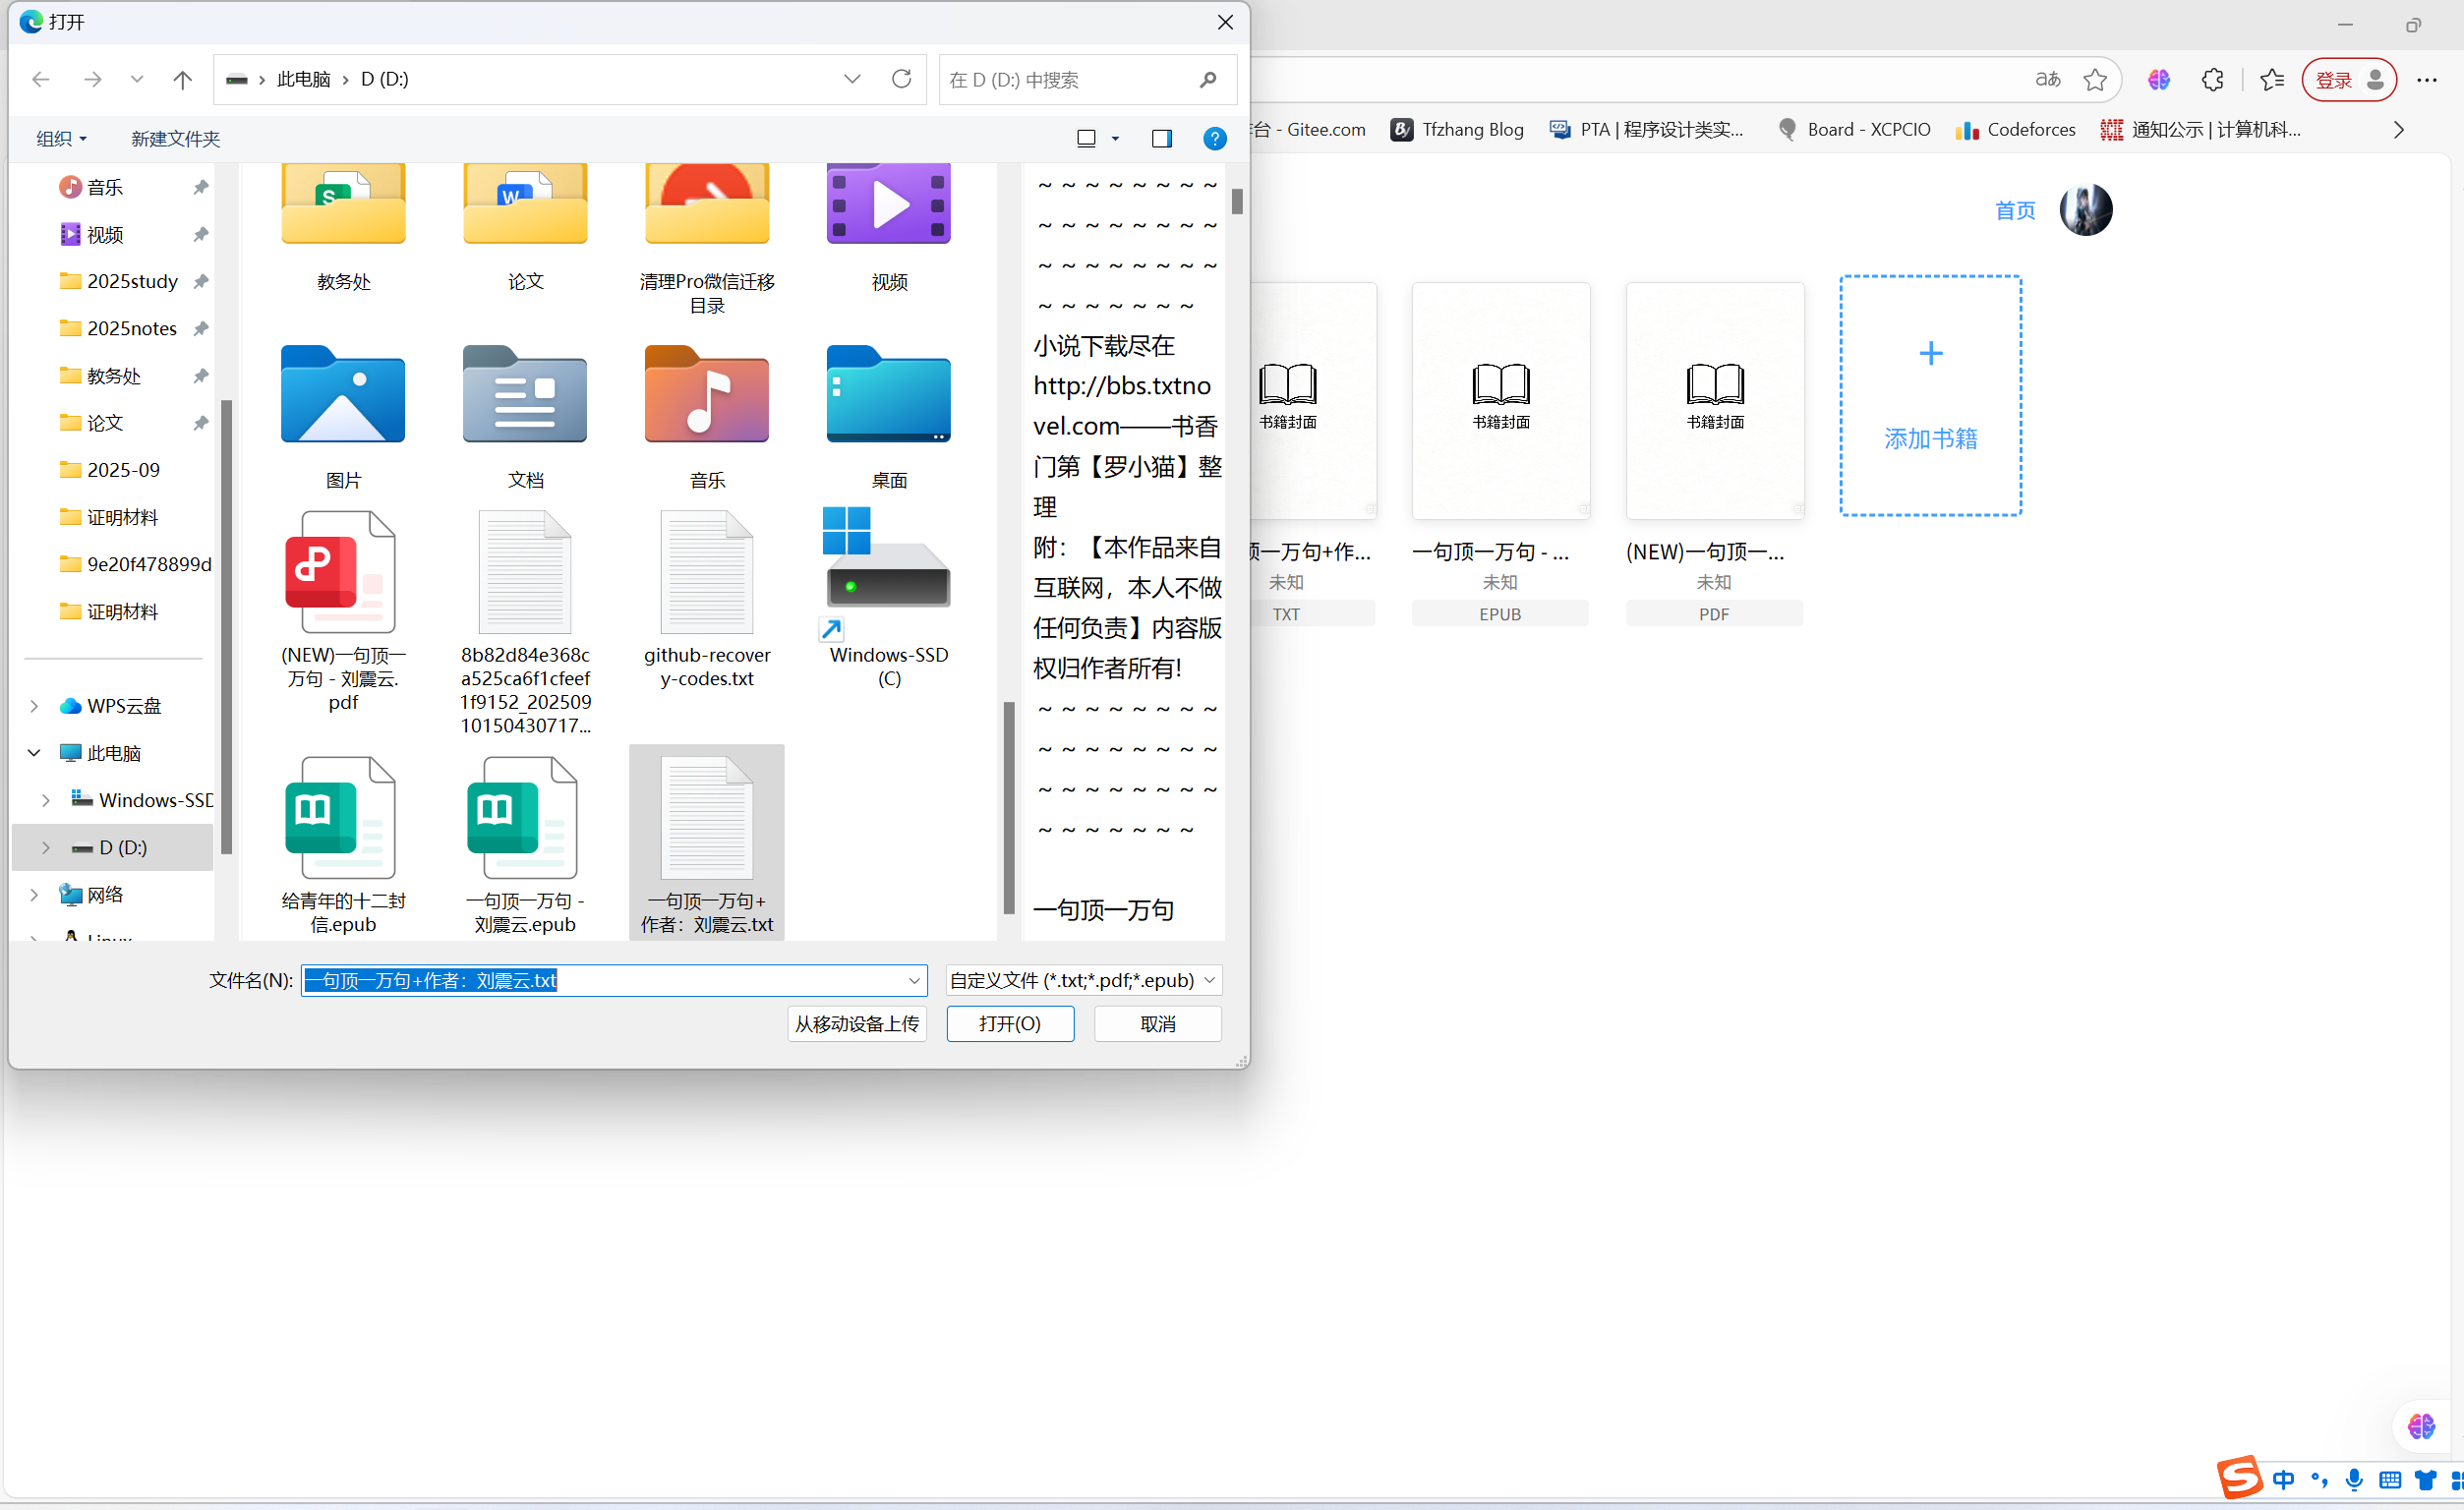 打开
此电脑 > D (D:)
在 D (D:) 中搜索
组织
新建文件夹
音乐
视频
2025study
2025notes
教务处
论文
2025-09
证明材料
9e20f478899d
证明材料
WPS云盘
此电脑
Windows-SSD
D (D:)
网络
Linux
教务处
论文
清理Pro微信迁移
目录
视频
图片
文档
音乐
桌面
(NEW)一句顶一
万句 - 刘震云.
pdf
8b82d84e368c
a525ca6f1cfeef
1f9152_202509
10150430717...
github-recover
y-codes.txt
Windows-SSD
(C)
给青年的十二封
信.epub
一句顶一万句 -
刘震云.epub
一句顶一万句+
作者：刘震云.txt
~ ~ ~ ~ ~ ~ ~ ~
~ ~ ~ ~ ~ ~ ~ ~
~ ~ ~ ~ ~ ~ ~ ~
~ ~ ~ ~ ~ ~ ~
小说下载尽在
http://bbs.txtno
vel.com——书香
门第【罗小猫】整
理
附：【本作品来自
互联网，本人不做
任何负责】内容版
权归作者所有!
~ ~ ~ ~ ~ ~ ~ ~
~ ~ ~ ~ ~ ~ ~ ~
~ ~ ~ ~ ~ ~ ~ ~
~ ~ ~ ~ ~ ~ ~
一句顶一万句
文件名(N):
一句顶一万句+作者：刘震云.txt
自定义文件 (*.txt;*.pdf;*.epub)
从移动设备上传
打开(O)
取消
aあ
登录
台 - Gitee.com
By Tfzhang Blog
PTA | 程序设计类实...
Board - XCPCIO
Codeforces
通知公示 | 计算机科...
首页
书籍封面
书籍封面
书籍封面
+
添加书籍
顶一万句+作...
未知
TXT
一句顶一万句 - ...
未知
EPUB
(NEW)一句顶一...
未知
PDF
中